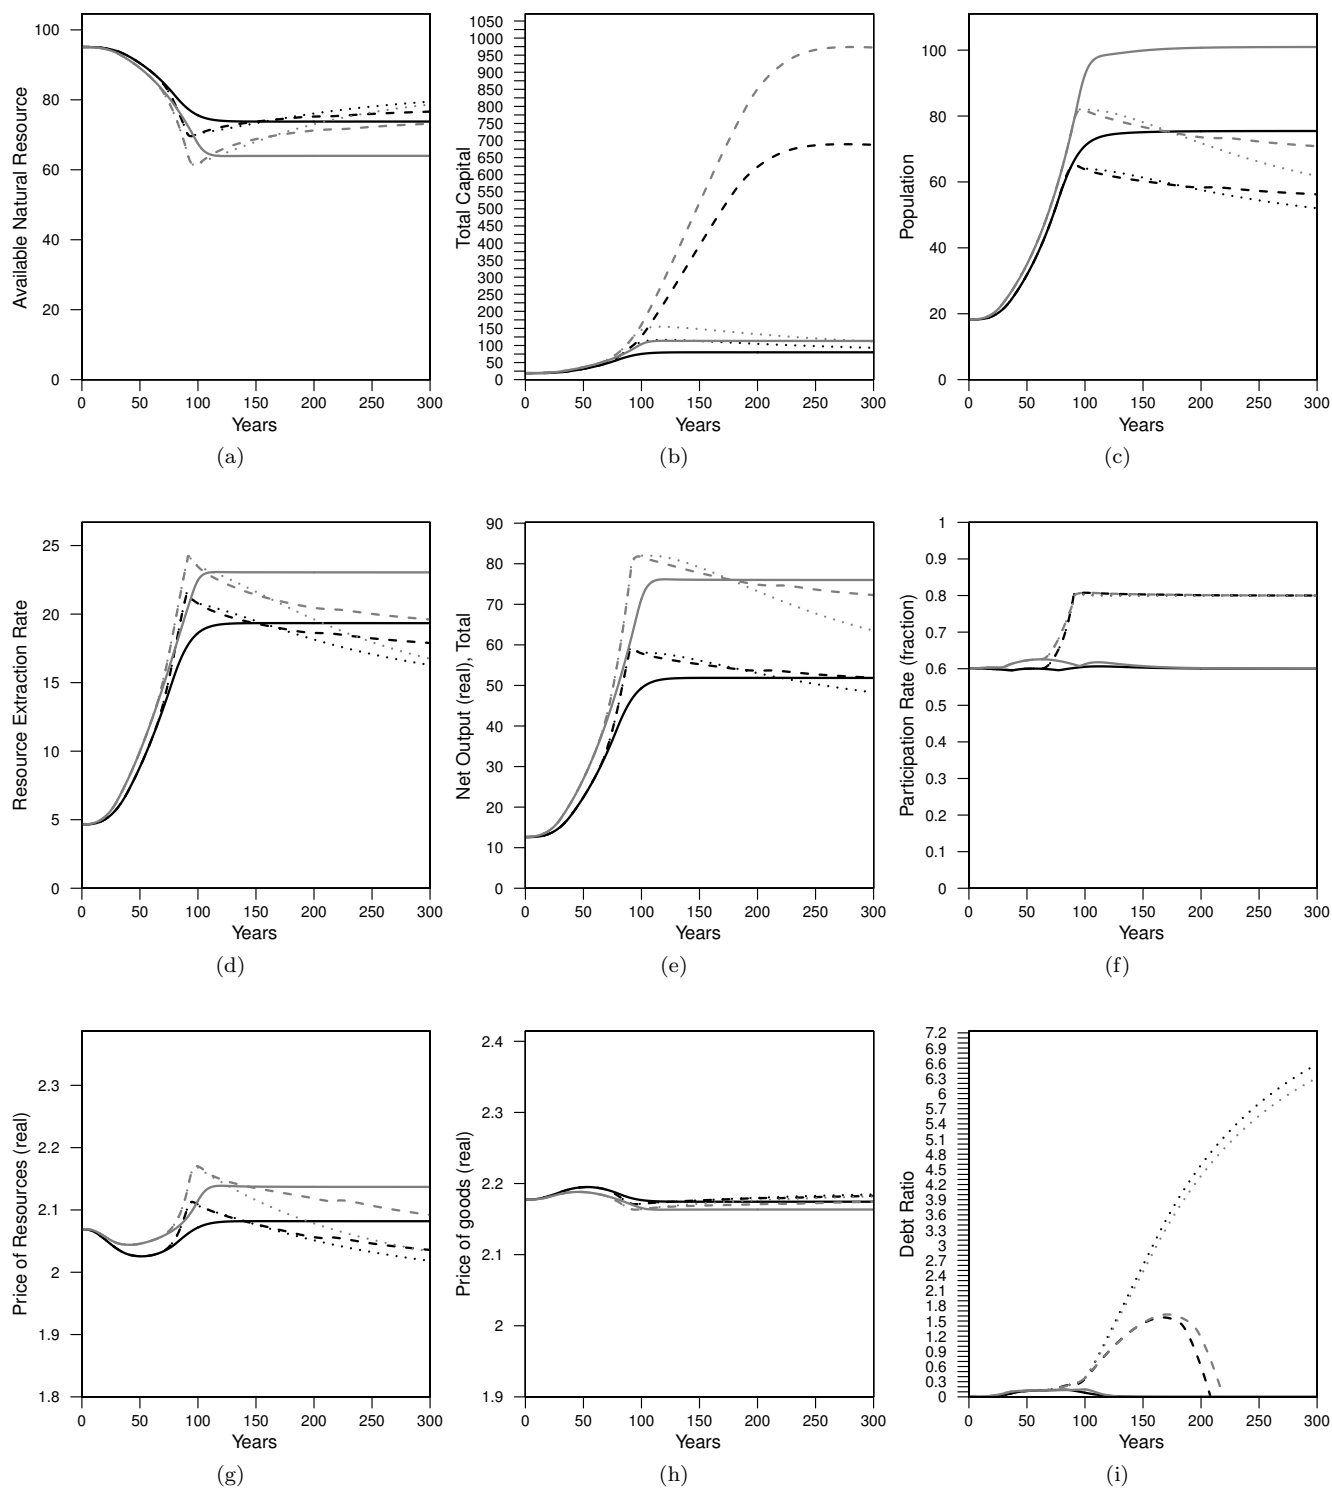 Available Natural Resource
100
80
60
40
20
0
0 50 100 150 200 250 300
Years
(a)
Total Capital
1050
1000
950
900
850
800
750
700
650
600
550
500
450
400
350
300
250
200
150
100
50
0
0 50 100 150 200 250 300
Years
(b)
Population
100
80
60
40
20
0
0 50 100 150 200 250 300
Years
(c)
Resource Extraction Rate
25
20
15
10
5
0
0 50 100 150 200 250 300
Years
(d)
Net Output (real), Total
90
80
70
60
50
40
30
20
10
0
0 50 100 150 200 250 300
Years
(e)
Participation Rate (fraction)
1
0.9
0.8
0.7
0.6
0.5
0.4
0.3
0.2
0.1
0
0 50 100 150 200 250 300
Years
(f)
Price of Resources (real)
2.3
2.2
2.1
2
1.9
1.8
0 50 100 150 200 250 300
Years
(g)
Price of goods (real)
2.4
2.3
2.2
2.1
2
1.9
0 50 100 150 200 250 300
Years
(h)
Debt Ratio
7.2
6.9
6.6
6.3
6
5.7
5.4
5.1
4.8
4.5
4.2
3.9
3.6
3.3
3
2.7
2.4
2.1
1.8
1.5
1.2
0.9
0.6
0.3
0
0 50 100 150 200 250 300
Years
(i)